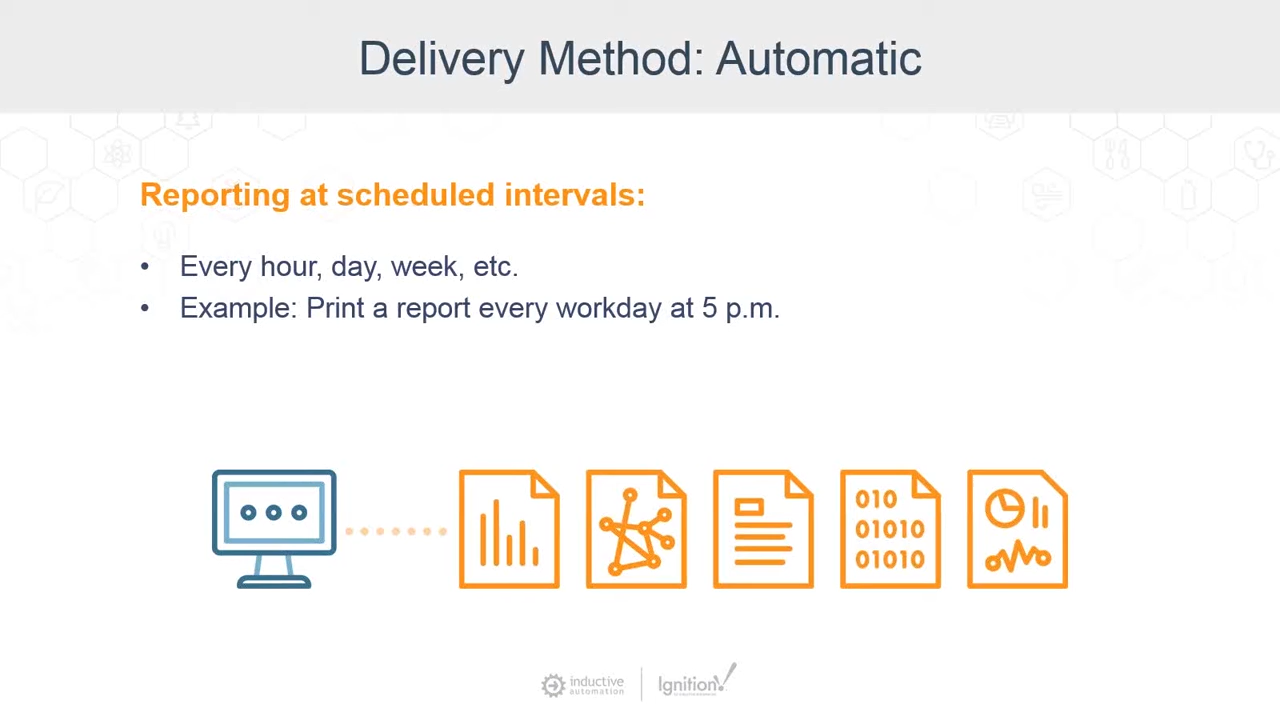 Delivery Method: Automatic
Reporting at scheduled intervals:
• Every hour, day, week, etc.
• Example: Print a report every workday at 5 p.m.
010
01010
01010
inductive
automation
Ignition!